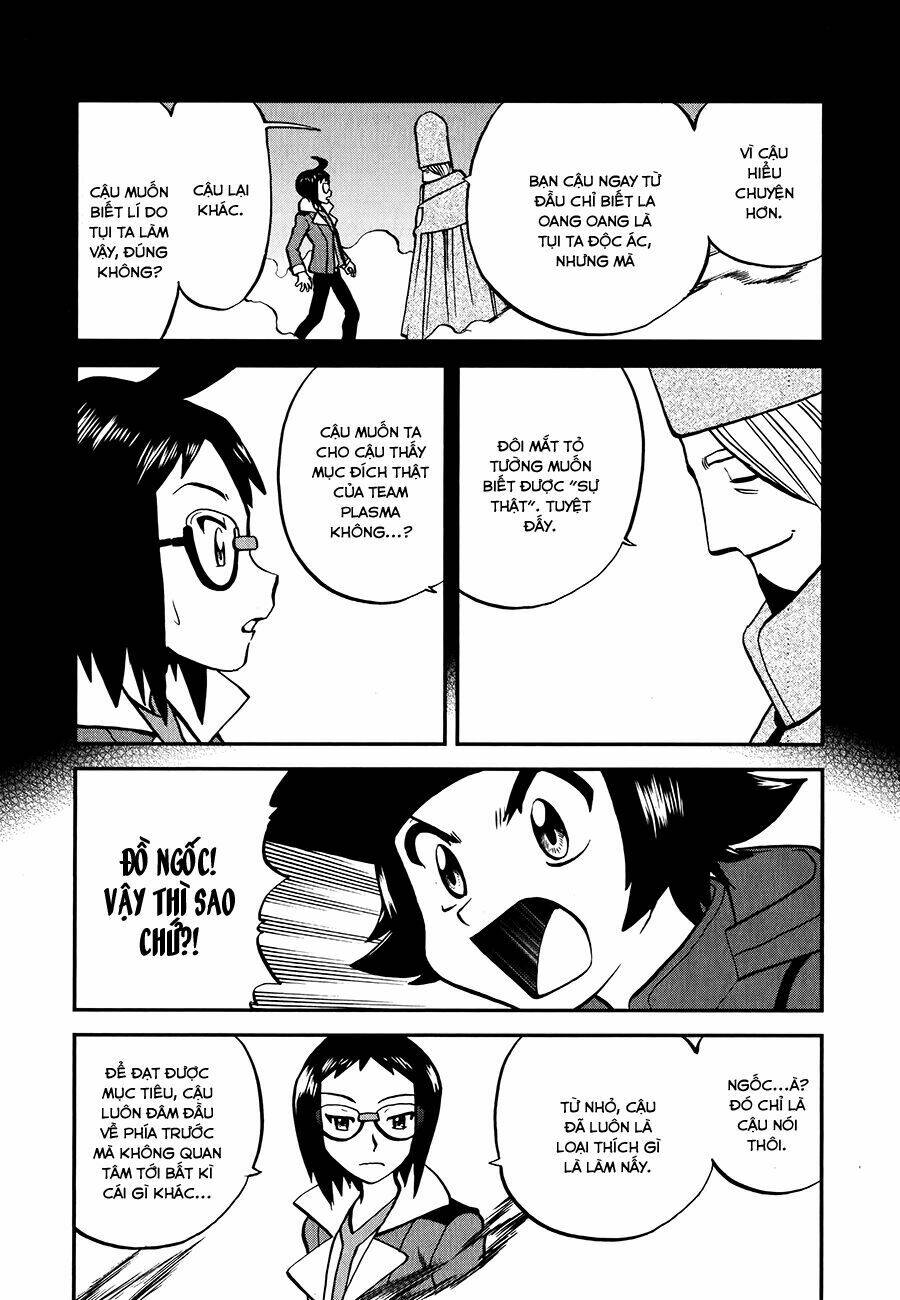 VÌ CẬU
HIỂU
CHUYỆN
HƠN.
BẠN CẬU NGAY TỪ
ĐẦU CHỈ BIẾT LA
OANG OANG LÀ
TỤI TA ĐỘC ÁC,
NHƯNG MÀ
CẬU LẠI
KHÁC.
CẬU MUỐN
BIẾT LÍ DO
TỤI TA LÀM
VẬY, ĐÚNG
KHÔNG?
ĐÔI MẮT TỎ
TƯỜNG MUỐN
BIẾT ĐƯỢC "SỰ
THẬT". TUYỆT
ĐẤY.
CẬU MUỐN TA
CHO CẬU THẤY
MỤC ĐÍCH THẬT
CỦA TEAM
PLASMA
KHÔNG...?
ĐỒ NGỐC!
VẬY THÌ SAO
CHỨ?!
NGỐC...À?
ĐÓ CHỈ LÀ
CẬU NÓI
THÔI.
TỪ NHỎ, CẬU
ĐÃ LUÔN LÀ
LOẠI THÍCH GÌ
LÀ LÀM NẤY.
ĐỂ ĐẠT ĐƯỢC
MỤC TIÊU, CẬU
LUÔN ĐÂM ĐẦU
VỀ PHÍA TRƯỚC
MÀ KHÔNG QUAN
TÂM TỚI BẤT KÌ
CÁI GÌ KHÁC...